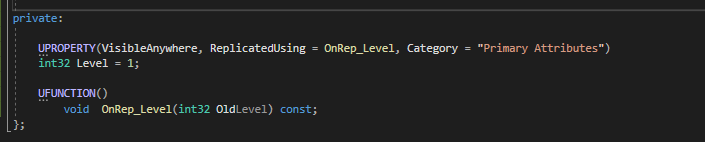 private:
UPROPERTY(VisibleAnywhere, ReplicatedUsing = OnRep_Level, Category = "Primary Attributes")
int32 Level = 1;
UFUNCTION()
void  OnRep_Level(int32 OldLevel) const;
};